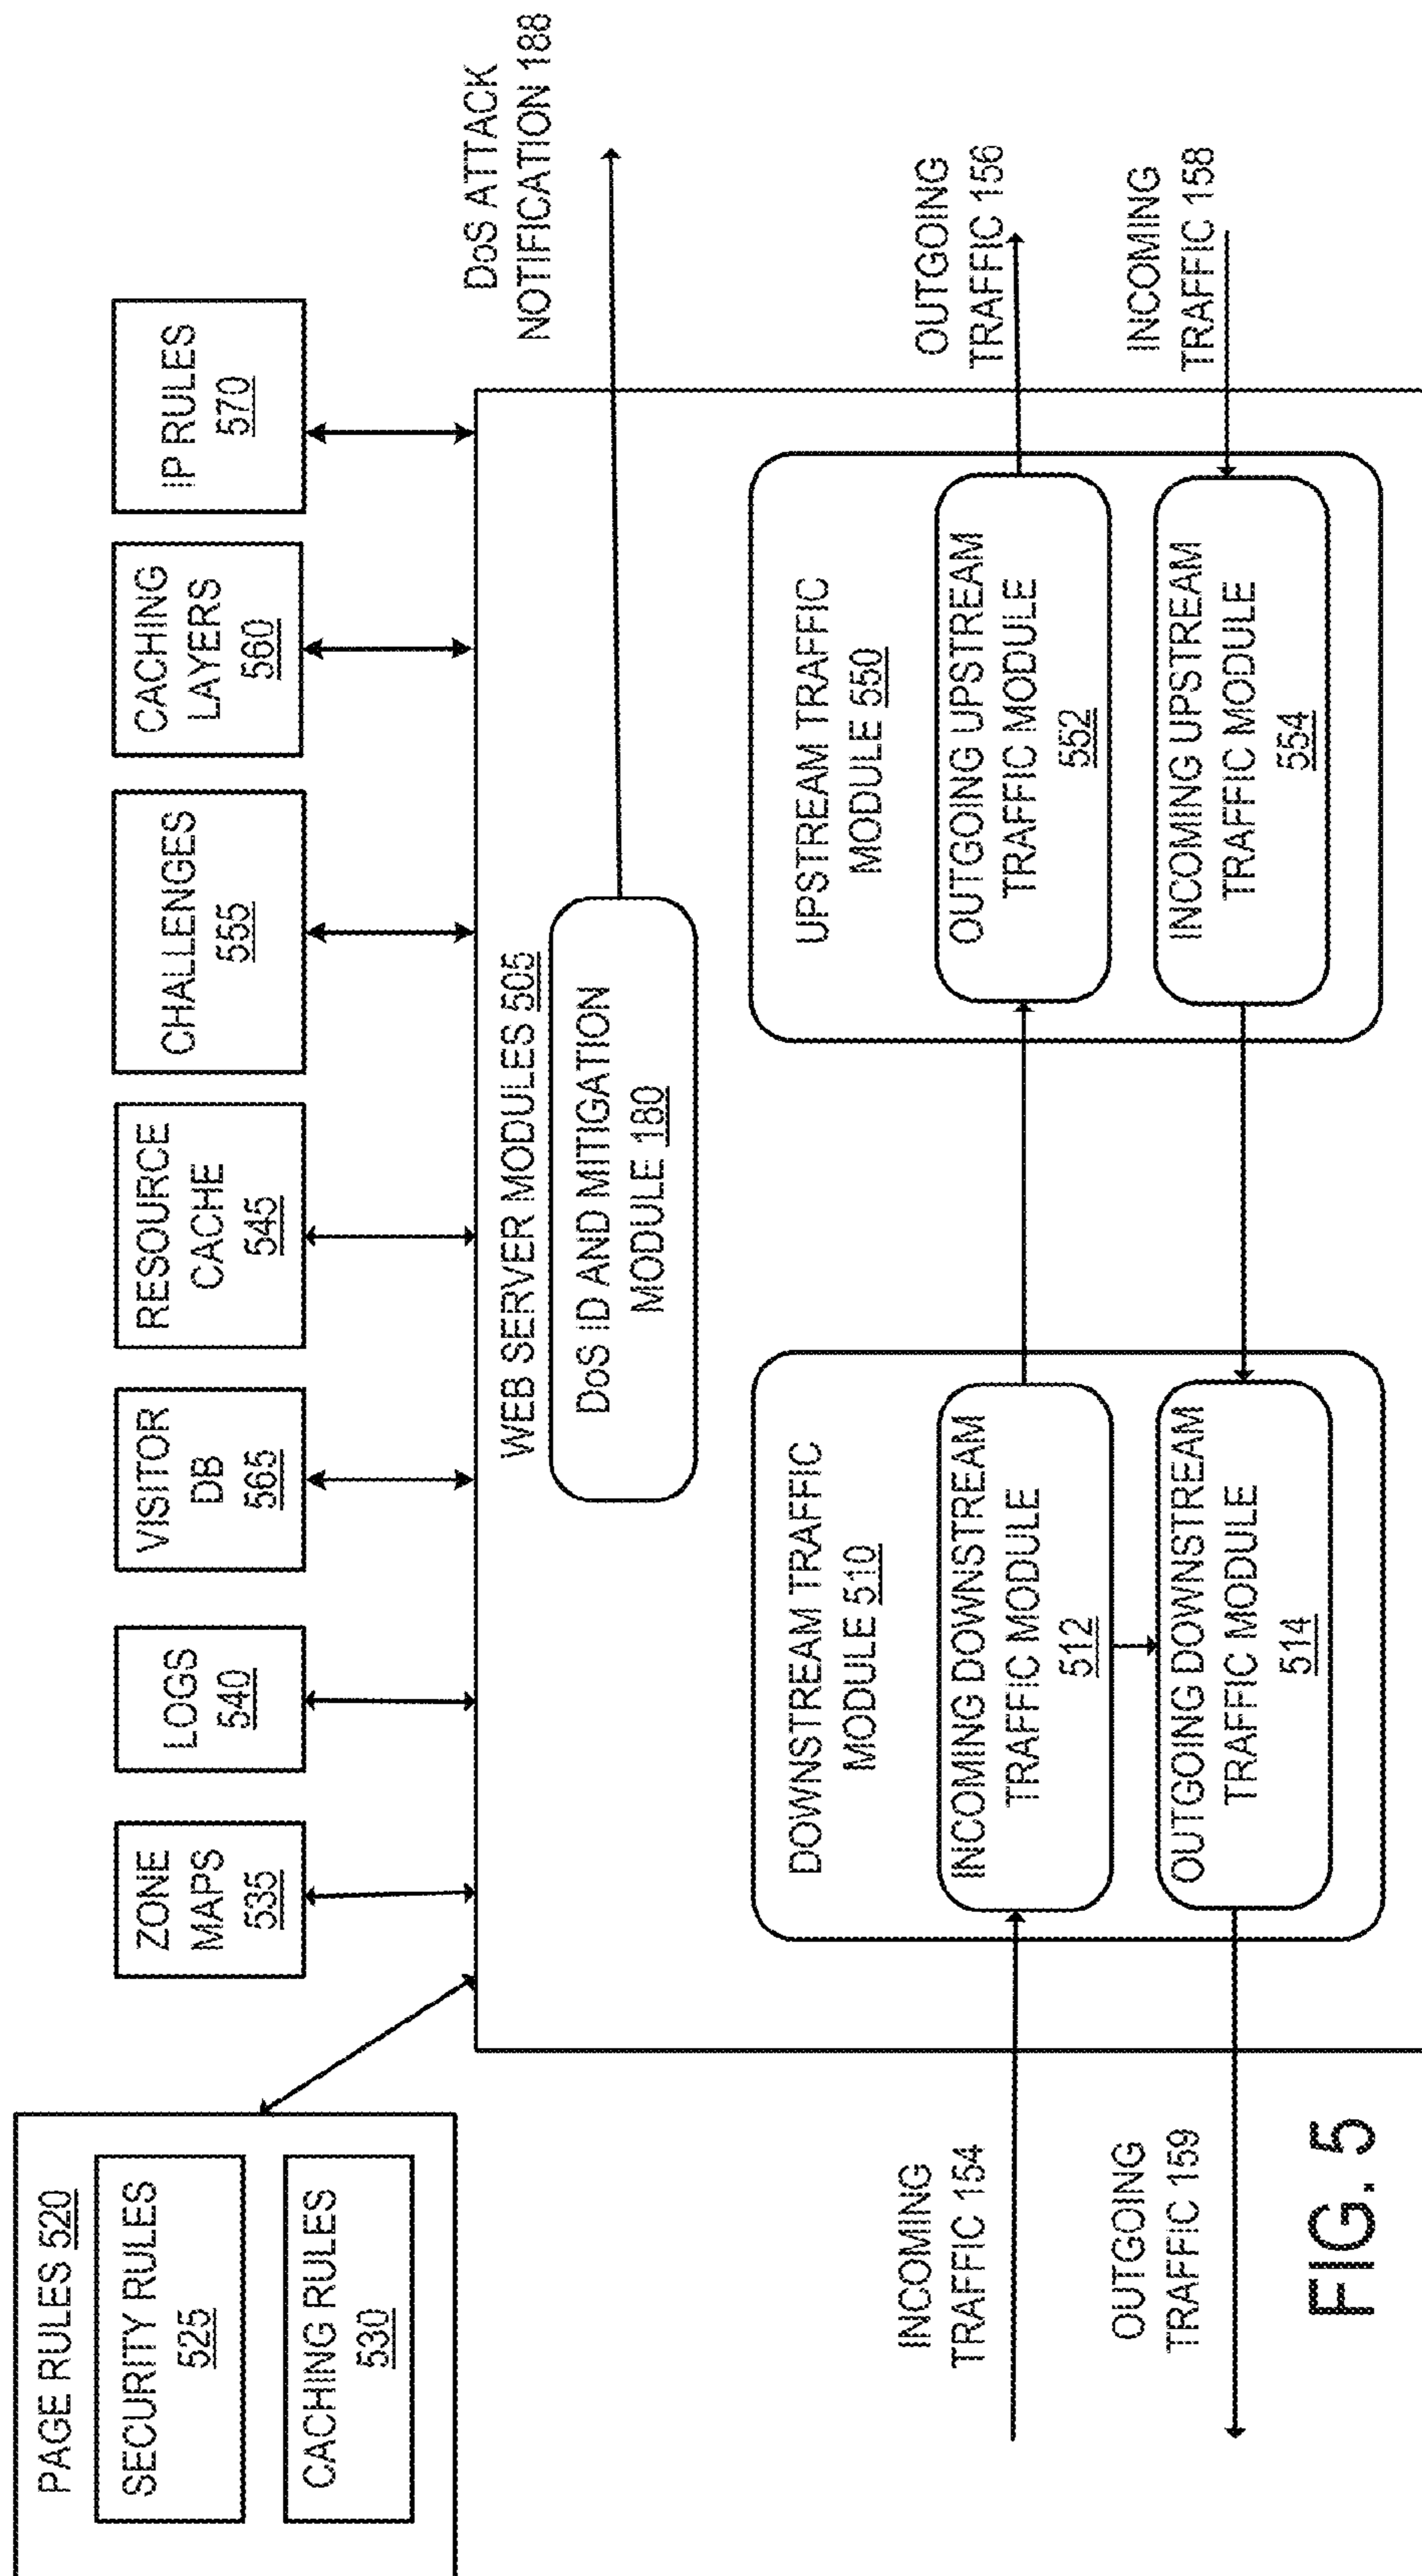 PAGE RULES 520
SECURITY RULES
525
CACHING RULES
530
ZONE
MAPS
535
LOGS
540
VISITOR
DB
565
RESOURCE
CACHE
545
CHALLENGES
555
CACHING
LAYERS
560
IP RULES
570
WEB SERVER MODULES 505
DoS ID AND MITIGATION
MODULE 180
DoS ATTACK
NOTIFICATION 188
DOWNSTREAM TRAFFIC
MODULE 510
INCOMING DOWNSTREAM
TRAFFIC MODULE
512
OUTGOING DOWNSTREAM
TRAFFIC MODULE
514
UPSTREAM TRAFFIC
MODULE 550
OUTGOING UPSTREAM
TRAFFIC MODULE
552
INCOMING UPSTREAM
TRAFFIC MODULE
554
INCOMING
TRAFFIC 154
OUTGOING
TRAFFIC 159
OUTGOING
TRAFFIC 156
INCOMING
TRAFFIC 158
FIG. 5